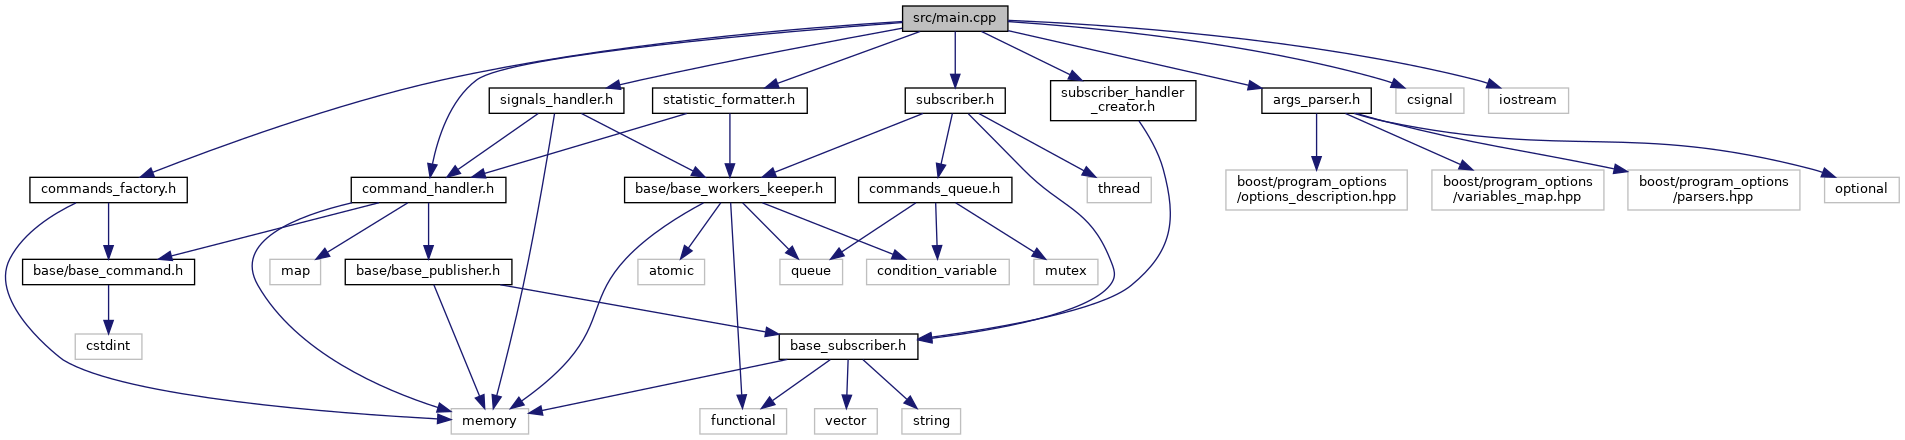 src/main.cpp
signals_handler.h
statistic_formatter.h
subscriber.h
subscriber_handler
_creator.h
args_parser.h
csignal
iostream
commands_factory.h
command_handler.h
base/base_workers_keeper.h
commands_queue.h
thread
boost/program_options
/options_description.hpp
boost/program_options
/variables_map.hpp
boost/program_options
/parsers.hpp
optional
base/base_command.h
map
base/base_publisher.h
atomic
queue
condition_variable
mutex
cstdint
base_subscriber.h
memory
functional
vector
string